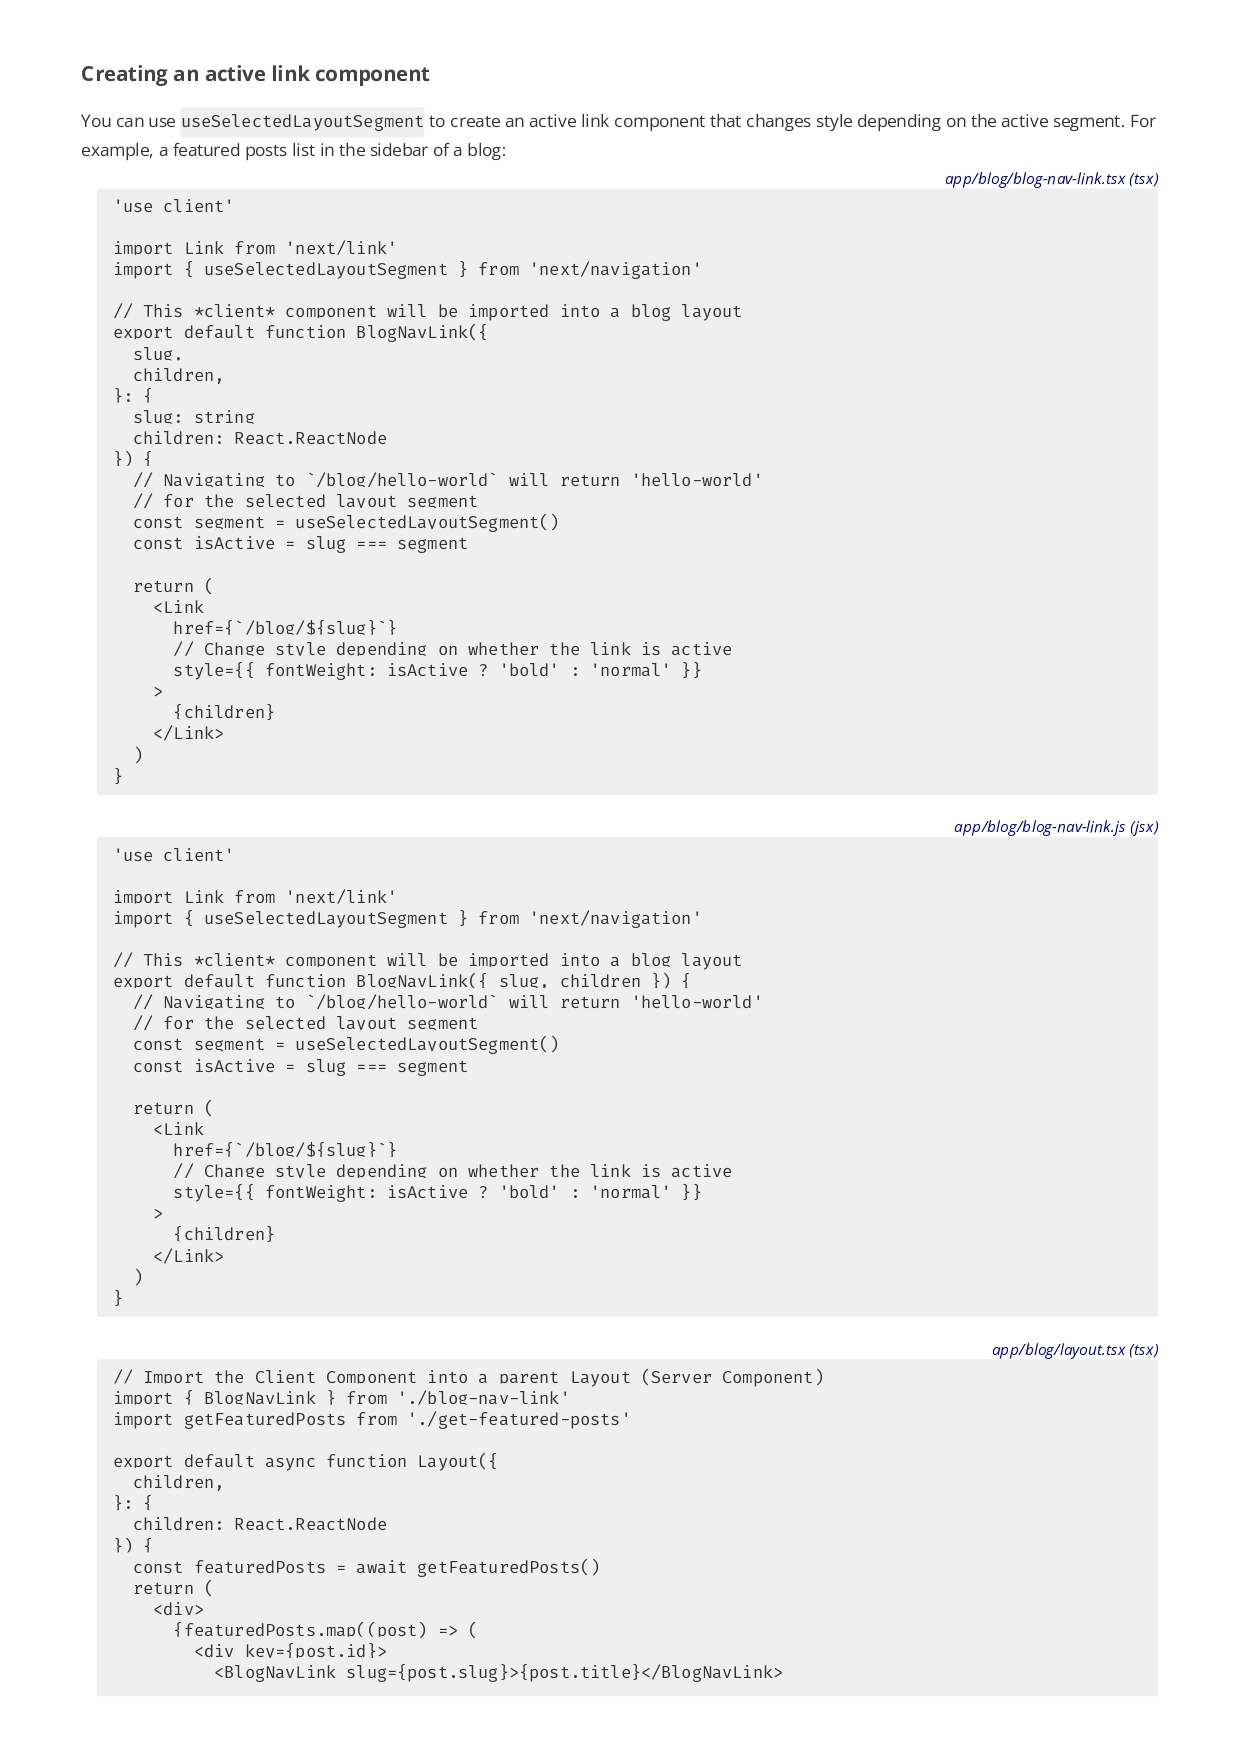 Creating an active link component
You can use useSelectedLayoutSegment to create an active link component that changes style depending on the active segment. For
example, a featured posts list in the sidebar of a blog:
app/blog/blog-nav-link.tsx (tsx)
'use client'

import Link from 'next/link'
import { useSelectedLayoutSegment } from 'next/navigation'

// This *client* component will be imported into a blog layout
export default function BlogNavLink({
  slug,
  children,
}: {
  slug: string
  children: React.ReactNode
}) {
  // Navigating to `/blog/hello-world` will return 'hello-world'
  // for the selected layout segment
  const segment = useSelectedLayoutSegment()
  const isActive = slug === segment

  return (
    <Link
      href={`/blog/${slug}`}
      // Change style depending on whether the link is active
      style={{ fontWeight: isActive ? 'bold' : 'normal' }}
    >
      {children}
    </Link>
  )
}
app/blog/blog-nav-link.js (jsx)
'use client'

import Link from 'next/link'
import { useSelectedLayoutSegment } from 'next/navigation'

// This *client* component will be imported into a blog layout
export default function BlogNavLink({ slug, children }) {
  // Navigating to `/blog/hello-world` will return 'hello-world'
  // for the selected layout segment
  const segment = useSelectedLayoutSegment()
  const isActive = slug === segment

  return (
    <Link
      href={`/blog/${slug}`}
      // Change style depending on whether the link is active
      style={{ fontWeight: isActive ? 'bold' : 'normal' }}
    >
      {children}
    </Link>
  )
}
app/blog/layout.tsx (tsx)
// Import the Client Component into a parent Layout (Server Component)
import { BlogNavLink } from './blog-nav-link'
import getFeaturedPosts from './get-featured-posts'

export default async function Layout({
  children,
}: {
  children: React.ReactNode
}) {
  const featuredPosts = await getFeaturedPosts()
  return (
    <div>
      {featuredPosts.map((post) => (
        <div key={post.id}>
          <BlogNavLink slug={post.slug}>{post.title}</BlogNavLink>